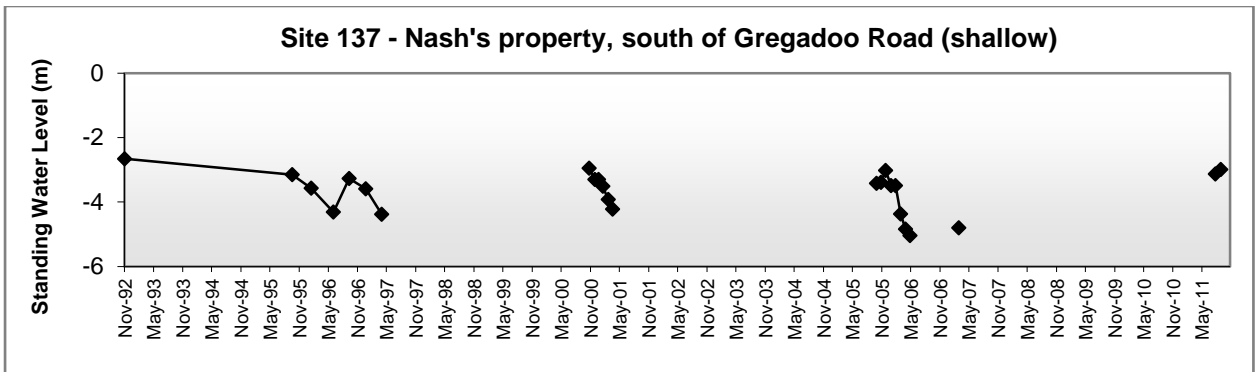 Site 137 - Nash's property, south of Gregadoo Road (shallow)
Standing Water Level (m)
0
-2
-4
-6
Nov-92
May-93
Nov-93
May-94
Nov-94
May-95
Nov-95
May-96
Nov-96
May-97
Nov-97
May-98
Nov-98
May-99
Nov-99
May-00
Nov-00
May-01
Nov-01
May-02
Nov-02
May-03
Nov-03
May-04
Nov-04
May-05
Nov-05
May-06
Nov-06
May-07
Nov-07
May-08
Nov-08
May-09
Nov-09
May-10
Nov-10
May-11